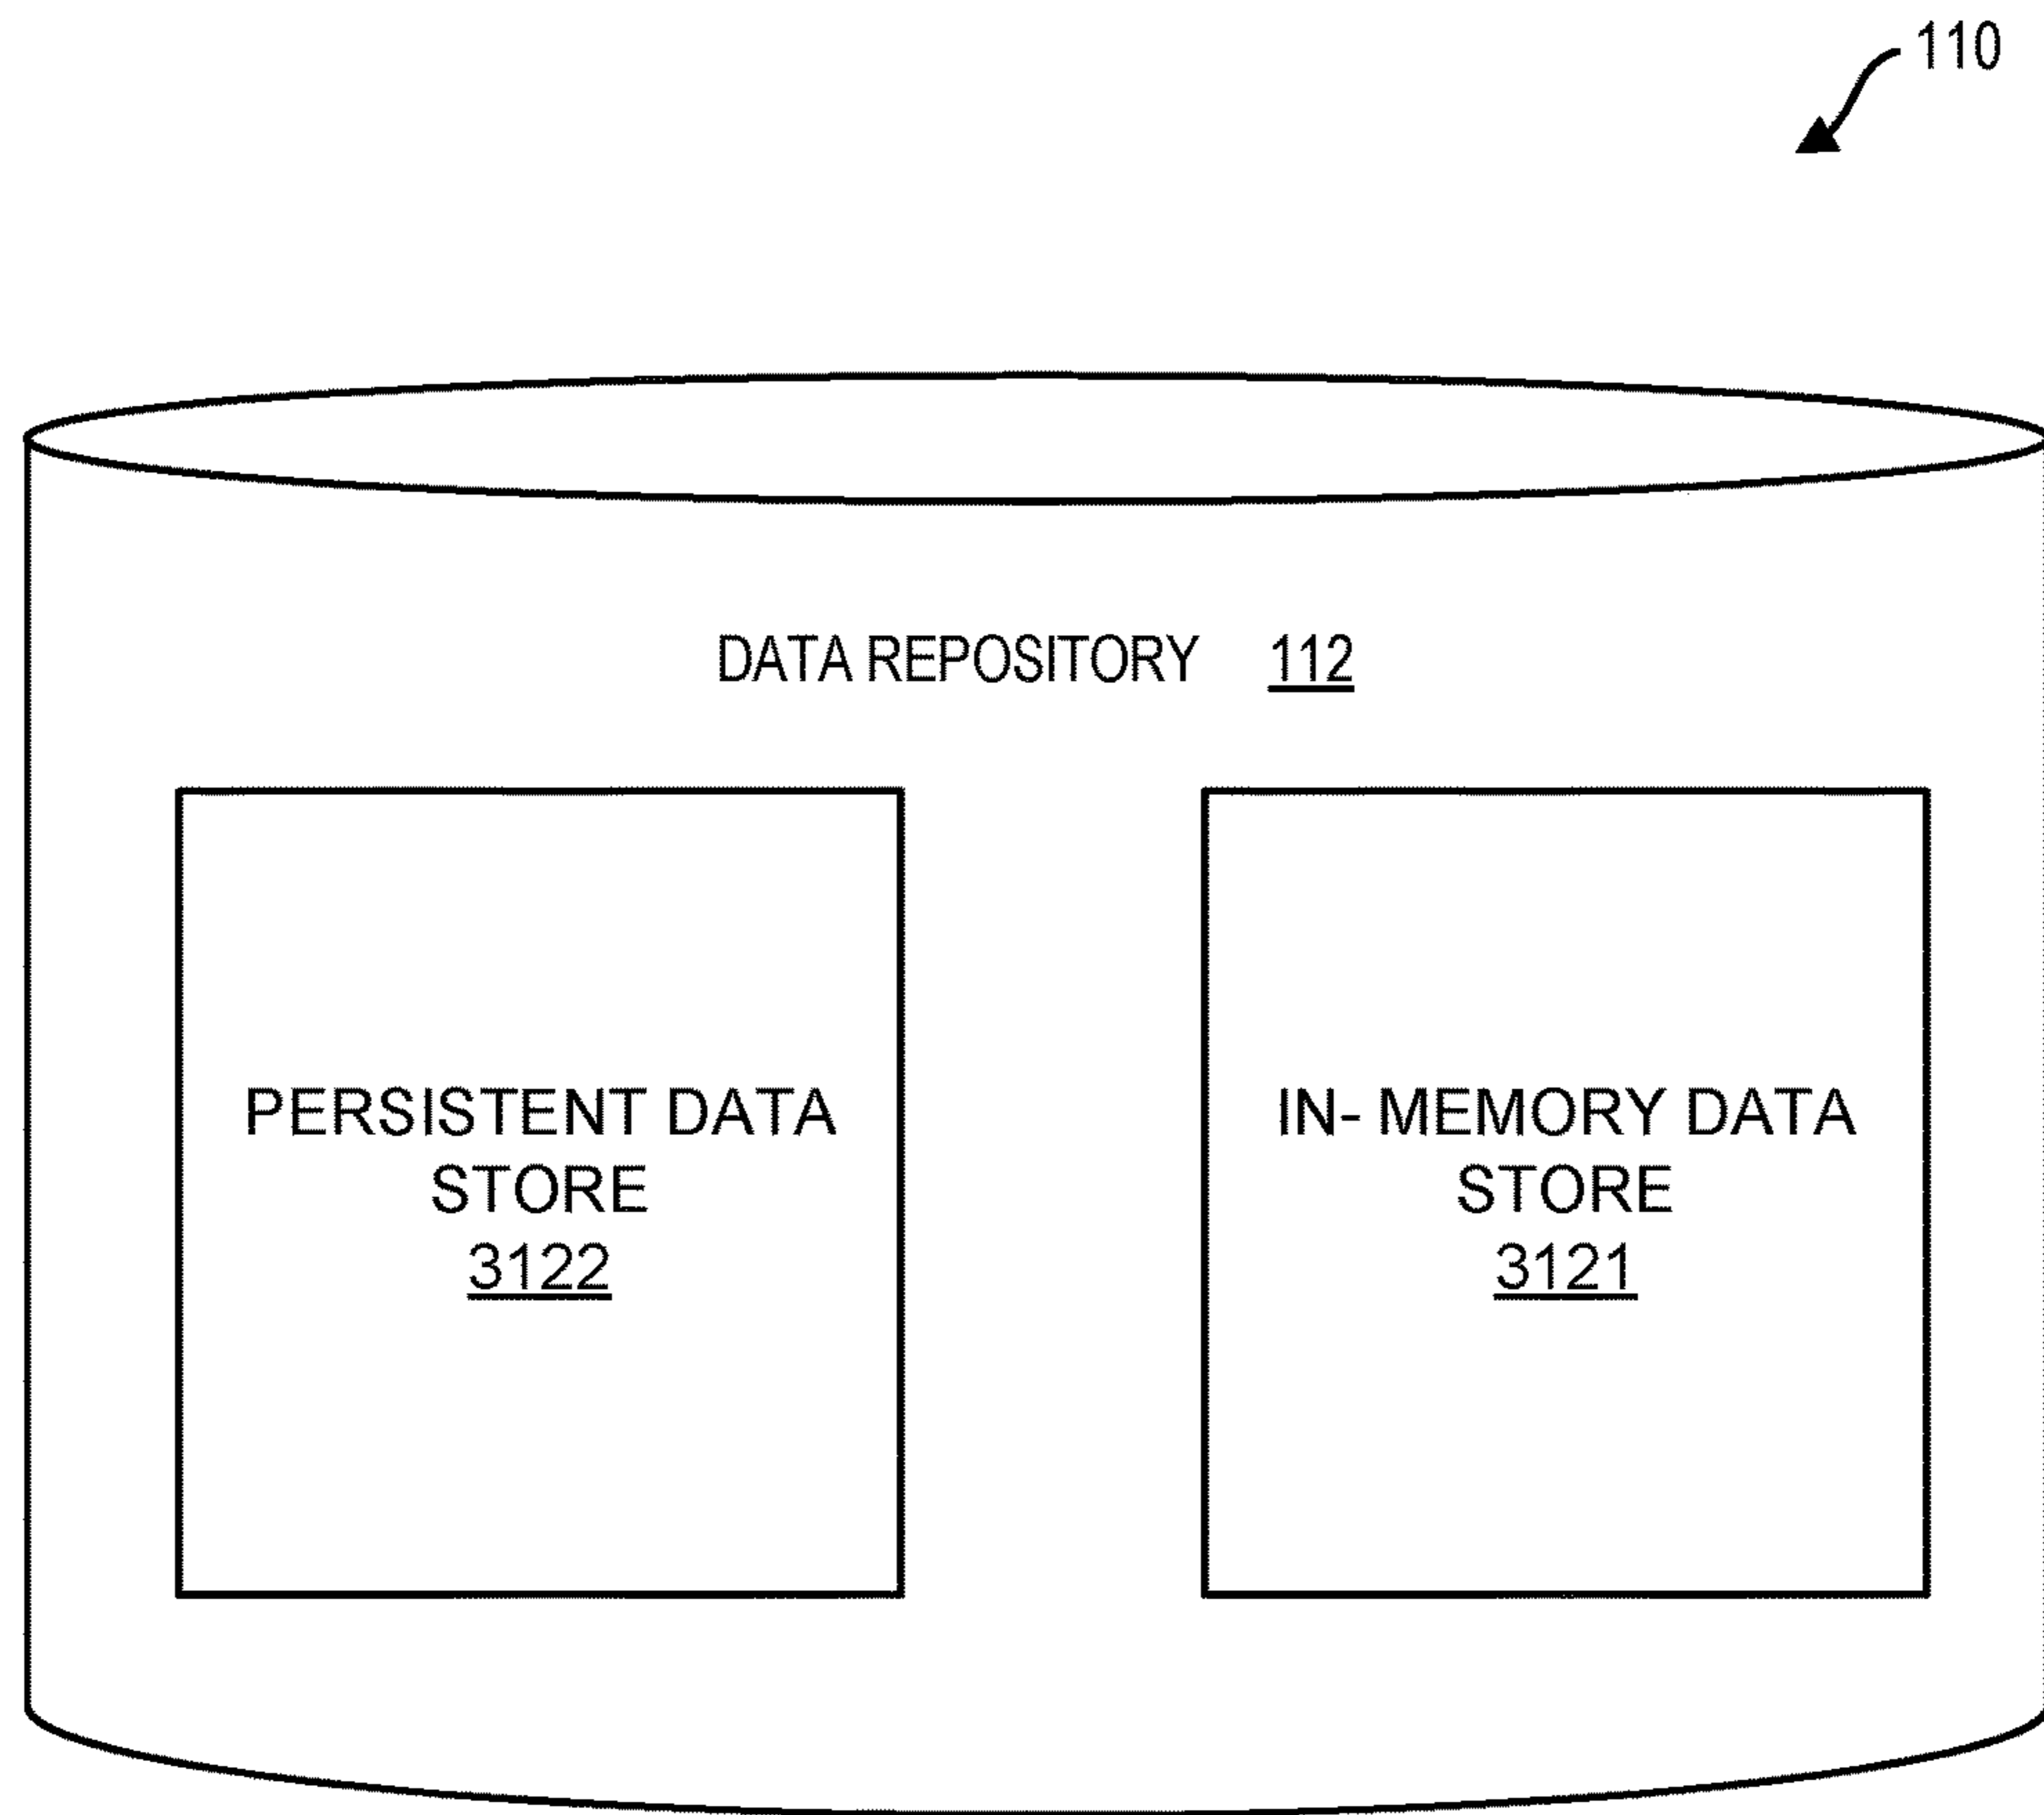 110
DATA REPOSITORY 112
PERSISTENT DATA
STORE
3122
IN- MEMORY DATA
STORE
3121